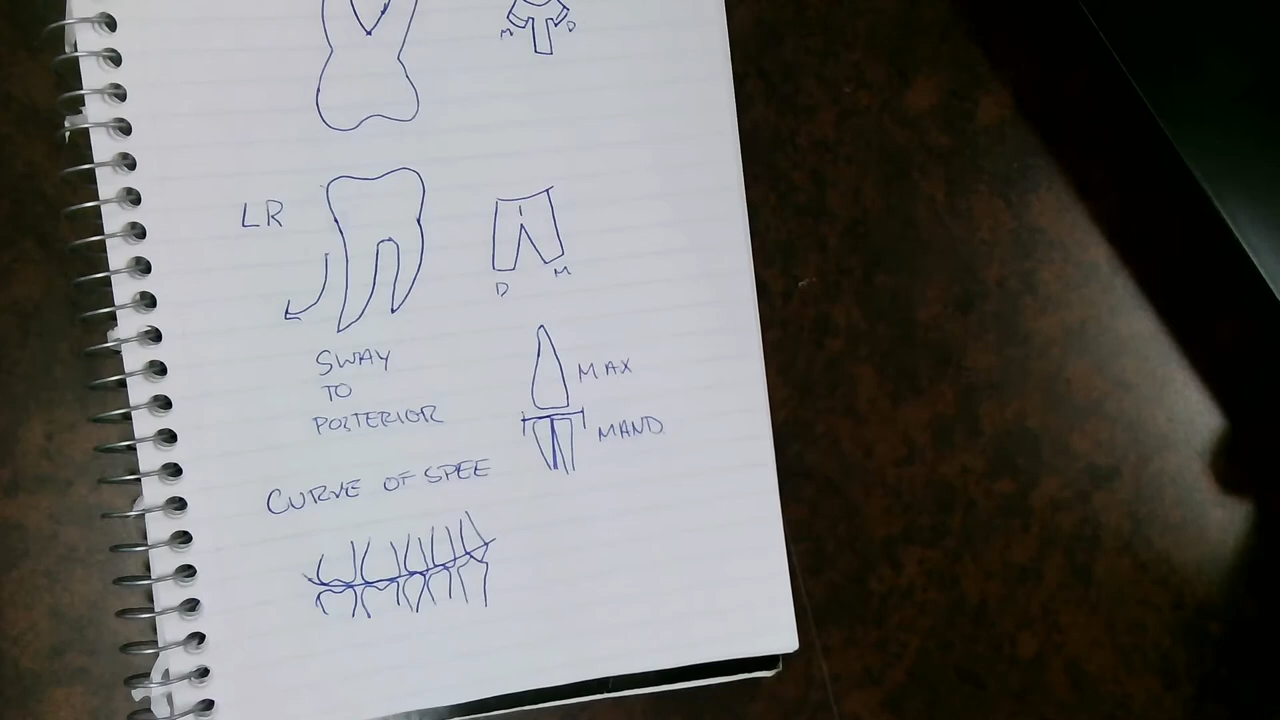 M D
LR
D M
SWAY
TO
POSTERIOR
MAX
MAND
CURVE OF SPEE